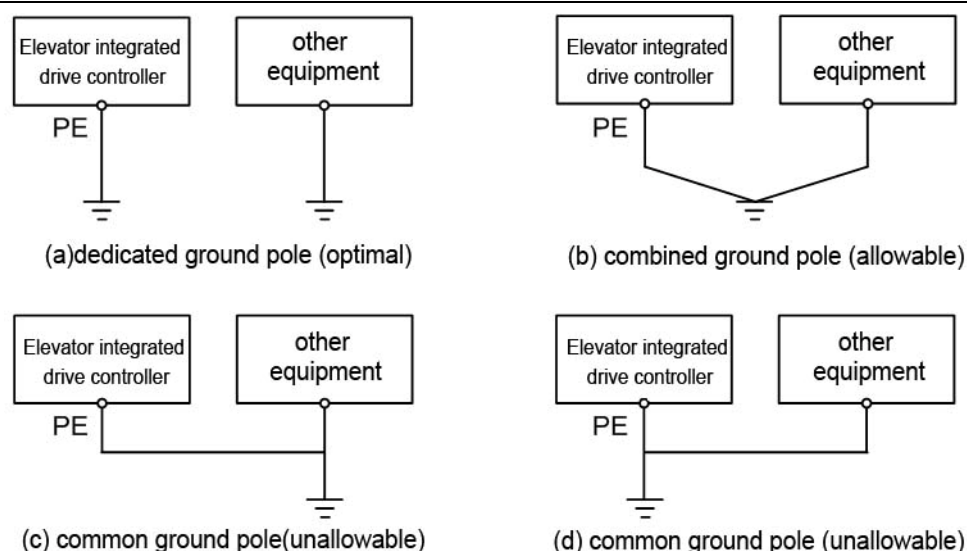 Elevator integrated
drive controller
PE
other
equipment
(a)dedicated ground pole (optimal)
Elevator integrated
drive controller
PE
other
equipment
(b) combined ground pole (allowable)
Elevator integrated
drive controller
PE
other
equipment
(c) common ground pole(unallowable)
Elevator integrated
drive controller
PE
other
equipment
(d) common ground pole (unallowable)